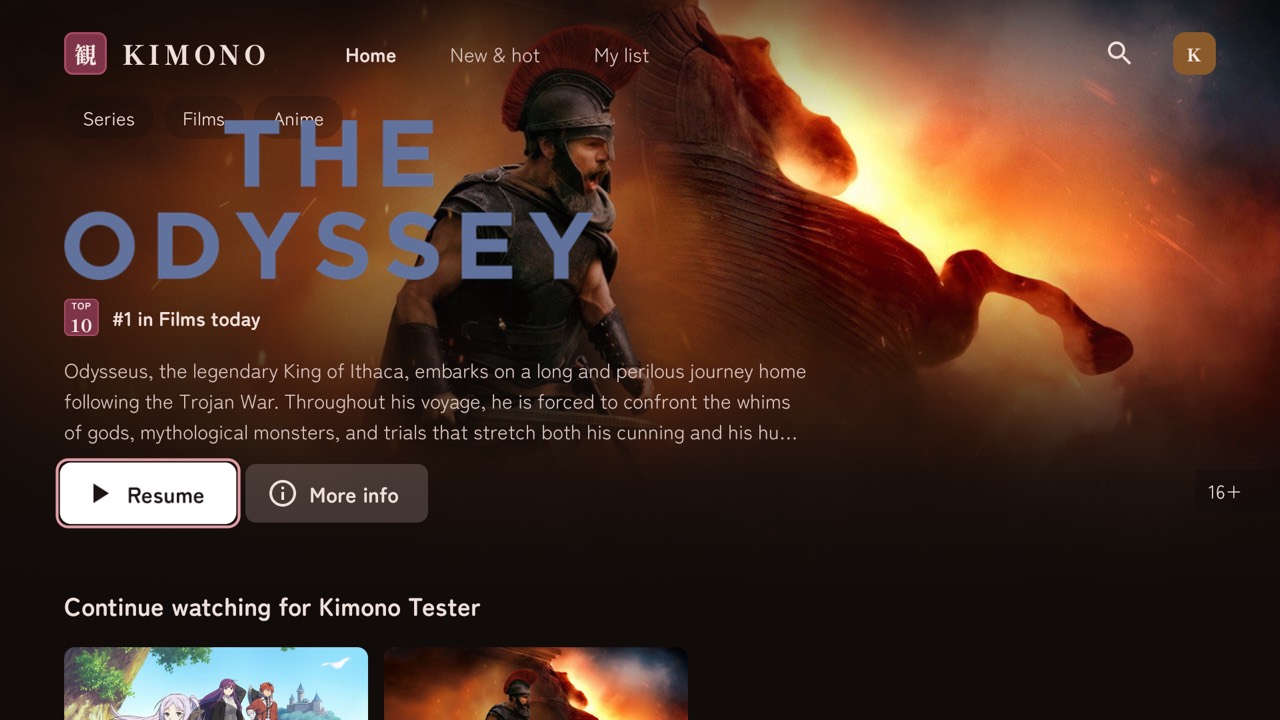 観 KIMONO Home New & hot My list K
Series Films Anime
THE
ODYSSEY
TOP 10 #1 in Films today
Odysseus, the legendary King of Ithaca, embarks on a long and perilous journey home
following the Trojan War. Throughout his voyage, he is forced to confront the whims
of gods, mythological monsters, and trials that stretch both his cunning and his hu...
Resume More info 16+
Continue watching for Kimono Tester